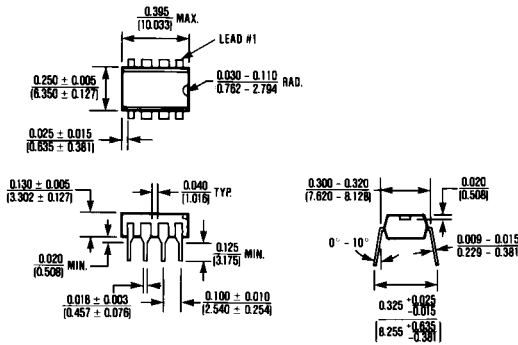 0.395
(10.033) MAX.
LEAD #1
0.250 ± 0.005
(6.350 ± 0.127)
0.030 - 0.110
0.762 - 2.794 RAD.
0.025 ± 0.015
(0.635 ± 0.381)
0.130 ± 0.005
(3.302 ± 0.127)
0.040
(1.016) TYP.
0.300 - 0.320
(7.620 - 8.128)
0.020
(0.508)
0.020
(0.508) MIN.
0.125
(3.175) MIN.
0° - 10°
0.009 - 0.015
(0.229 - 0.381)
0.018 ± 0.003
(0.457 ± 0.076)
0.100 ± 0.010
(2.540 ± 0.254)
0.325 +0.025
-0.015
(8.255 +0.635
-0.381)